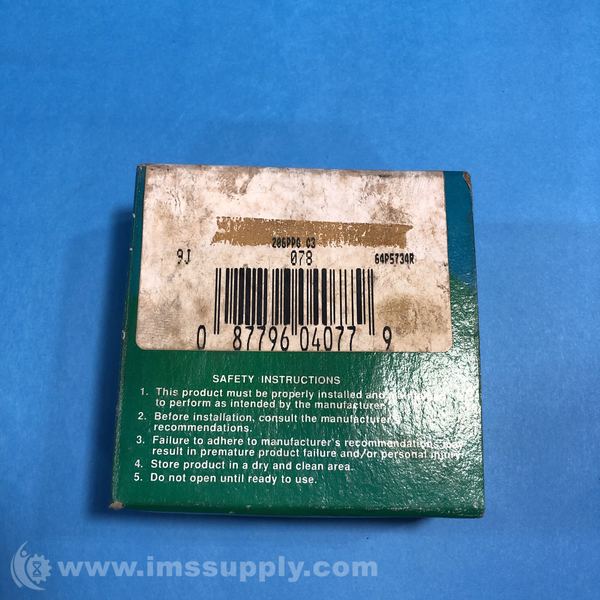 206PPG C3
9J 078 64P5734R
0 87796 04077 9
SAFETY INSTRUCTIONS
1. This product must be properly installed and
to perform as intended by the manufacturer.
2. Before installation, consult the manufacturer's
recommendations.
3. Failure to adhere to manufacturer's recommendations may
result in premature product failure and/or personal injury.
4. Store product in a dry and clean area.
5. Do not open until ready to use.
www.imssupply.com